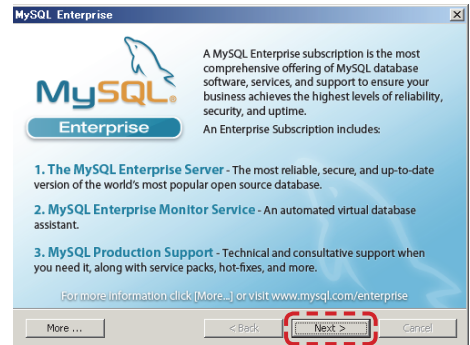 MySQL Enterprise
A MySQL Enterprise subscription is the most
comprehensive offering of MySQL database
software, services, and support to ensure your
business achieves the highest levels of reliability,
security, and uptime.
MySQL.
Enterprise
An Enterprise Subscription includes:
1. The MySQL Enterprise Server - The most reliable, secure, and up-to-date
version of the world's most popular open source database.
2. MySQL Enterprise Monitor Service - An automated virtual database
assistant.
3. MySQL Production Support - Technical and consultative support when
you need it, along with service packs, hot-fixes, and more.
For more information click [More...] or visit www.mysql.com/enterprise
More ...
< Back
Next >
Cancel